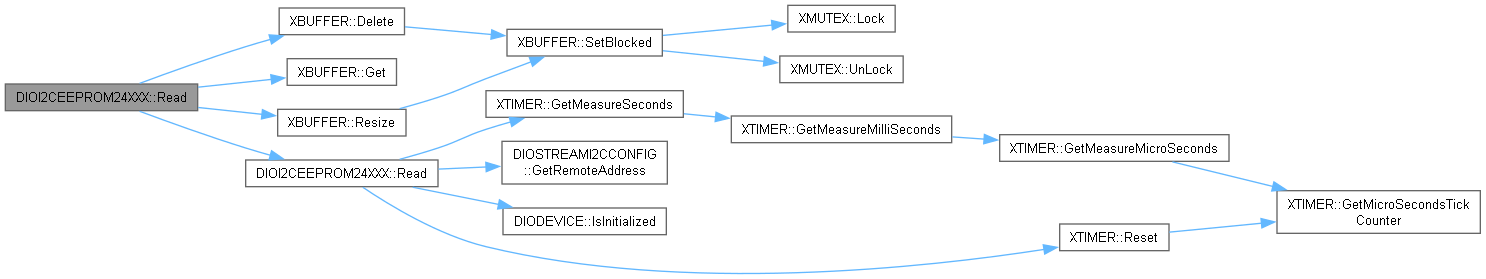 DIOI2CEEPROM24XXX::Read
XBUFFER::Delete
XBUFFER::Get
XBUFFER::Resize
DIOI2CEEPROM24XXX::Read
XBUFFER::SetBlocked
XMUTEX::Lock
XMUTEX::UnLock
XTIMER::GetMeasureSeconds
DIOSTREAMI2CCONFIG
::GetRemoteAddress
DIODEVICE::IsInitialized
XTIMER::GetMeasureMilliSeconds
XTIMER::GetMeasureMicroSeconds
XTIMER::Reset
XTIMER::GetMicroSecondsTick
Counter